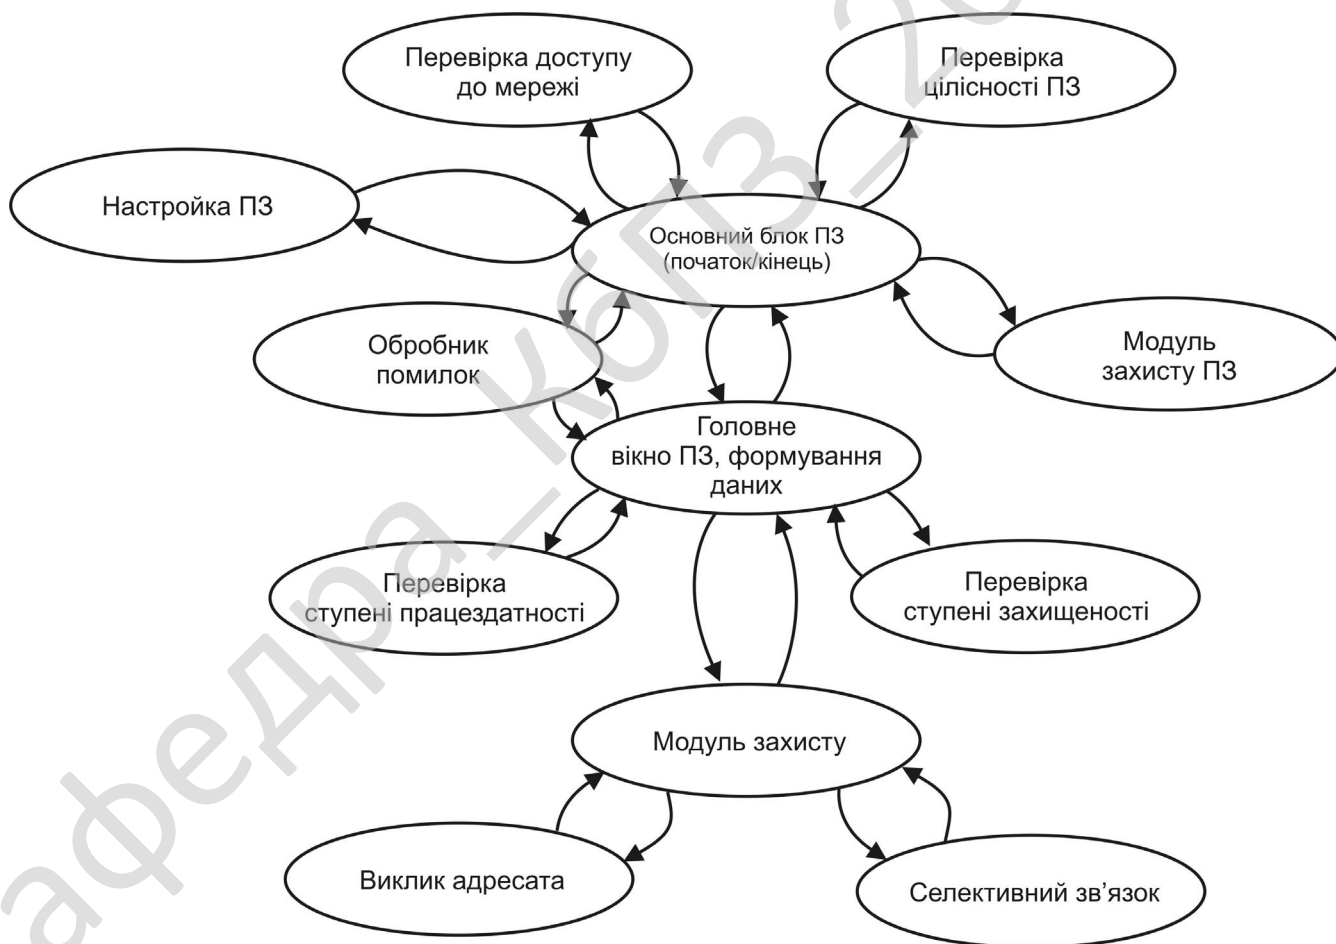 Перевірка доступу
до мережі
Перевірка
цілісності ПЗ
Настройка ПЗ
Основний блок ПЗ
(початок/кінець)
Обробник
помилок
Модуль
захисту ПЗ
Головне
вікно ПЗ, формування
даних
Перевірка
ступені працездатності
Перевірка
ступені захищеності
Модуль захисту
Виклик адресата
Селективний зв’язок